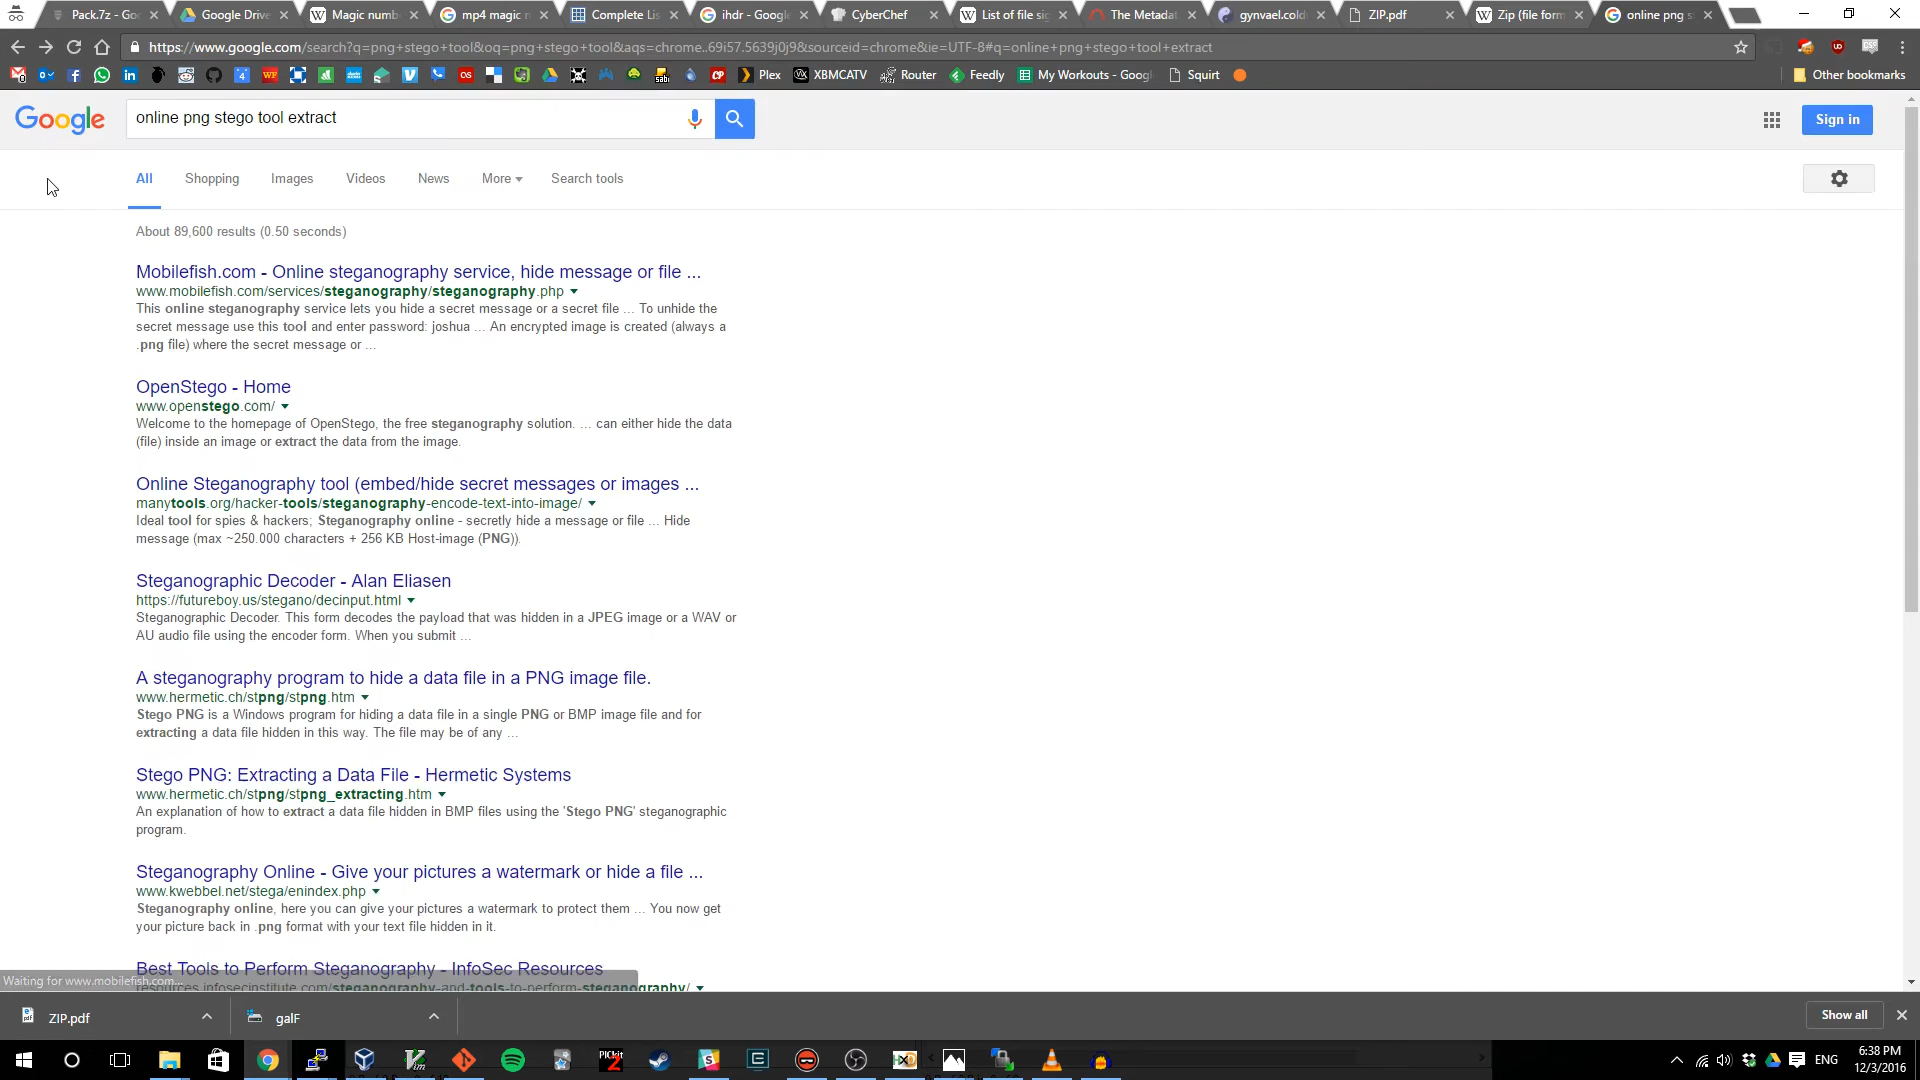 Pack.7z - Goo
Google Drive
Magic numb
mp4 magic n
Complete Lis
ihdr - Google
CyberChef
List of file sig
The Metadat
gynvael.cold
ZIP.pdf
Zip (file form
online png s
https://www.google.com/search?q=png+stego+tool&oq=png+stego+tool&aqs=chrome..69i57.5639j0j9&sourceid=chrome&ie=UTF-8#q=online+png+stego+tool+extract
Plex
XBMCATV
Router
Feedly
My Workouts - Googl
Squirt
Other bookmarks
Google
online png stego tool extract
Sign in
All Shopping Images Videos News More Search tools
About 89,600 results (0.50 seconds)
Mobilefish.com - Online steganography service, hide message or file ...
www.mobilefish.com/services/steganography/steganography.php
This online steganography service lets you hide a secret message or a secret file ... To unhide the
secret message use this tool and enter password: joshua ... An encrypted image is created (always a
.png file) where the secret message or ...
OpenStego - Home
www.openstego.com/
Welcome to the homepage of OpenStego, the free steganography solution. ... can either hide the data
(file) inside an image or extract the data from the image.
Online Steganography tool (embed/hide secret messages or images ...
manytools.org/hacker-tools/steganography-encode-text-into-image/
Ideal tool for spies & hackers; Steganography online - secretly hide a message or file ... Hide
message (max ~250.000 characters + 256 KB Host-image (PNG)).
Steganographic Decoder - Alan Eliasen
https://futureboy.us/stegano/decinput.html
Steganographic Decoder. This form decodes the payload that was hidden in a JPEG image or a WAV or
AU audio file using the encoder form. When you submit ...
A steganography program to hide a data file in a PNG image file.
www.hermetic.ch/stpng/stpng.htm
Stego PNG is a Windows program for hiding a data file in a single PNG or BMP image file and for
extracting a data file hidden in this way. The file may be of any ...
Stego PNG: Extracting a Data File - Hermetic Systems
www.hermetic.ch/stpng/stpng_extracting.htm
An explanation of how to extract a data file hidden in BMP files using the 'Stego PNG' steganographic
program.
Steganography Online - Give your pictures a watermark or hide a file ...
www.kwebbel.net/stega/enindex.php
Steganography online, here you can give your pictures a watermark to protect them ... You now get
your picture back in .png format with your text file hidden in it.
Best Tools to Perform Steganography - InfoSec Resources
Waiting for www.mobilefish.com...
resources.infosecinstitute.com/steganography-and-tools-to-perform-steganography/
ZIP.pdf
galF
Show all
ENG
6:38 PM
12/3/2016